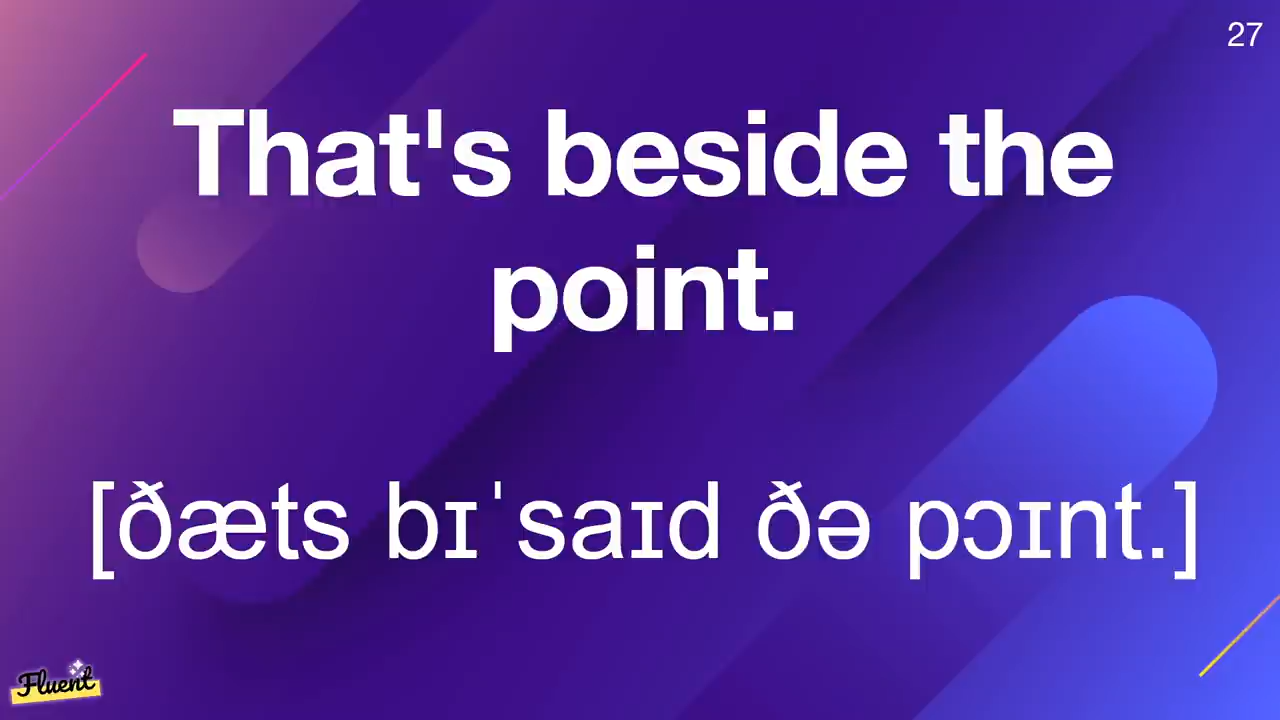 27
That's beside the
point.
[ðæts bɪˈsaɪd ðə pɔɪnt.]
Fluent